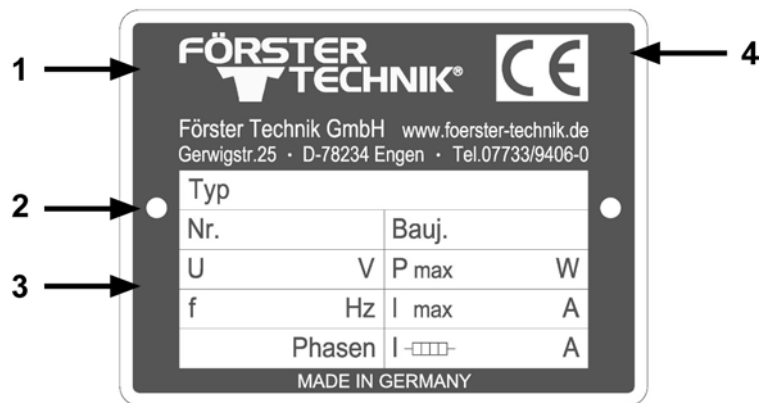 1
FÖRSTER
TECHNIK®
CE
4
Förster Technik GmbH www.foerster-technik.de
Gerwigstr.25 · D-78234 Engen · Tel.07733/9406-0
2
Typ
Nr. Bauj.
3
U V P max W
f Hz I max A
Phasen I A
MADE IN GERMANY